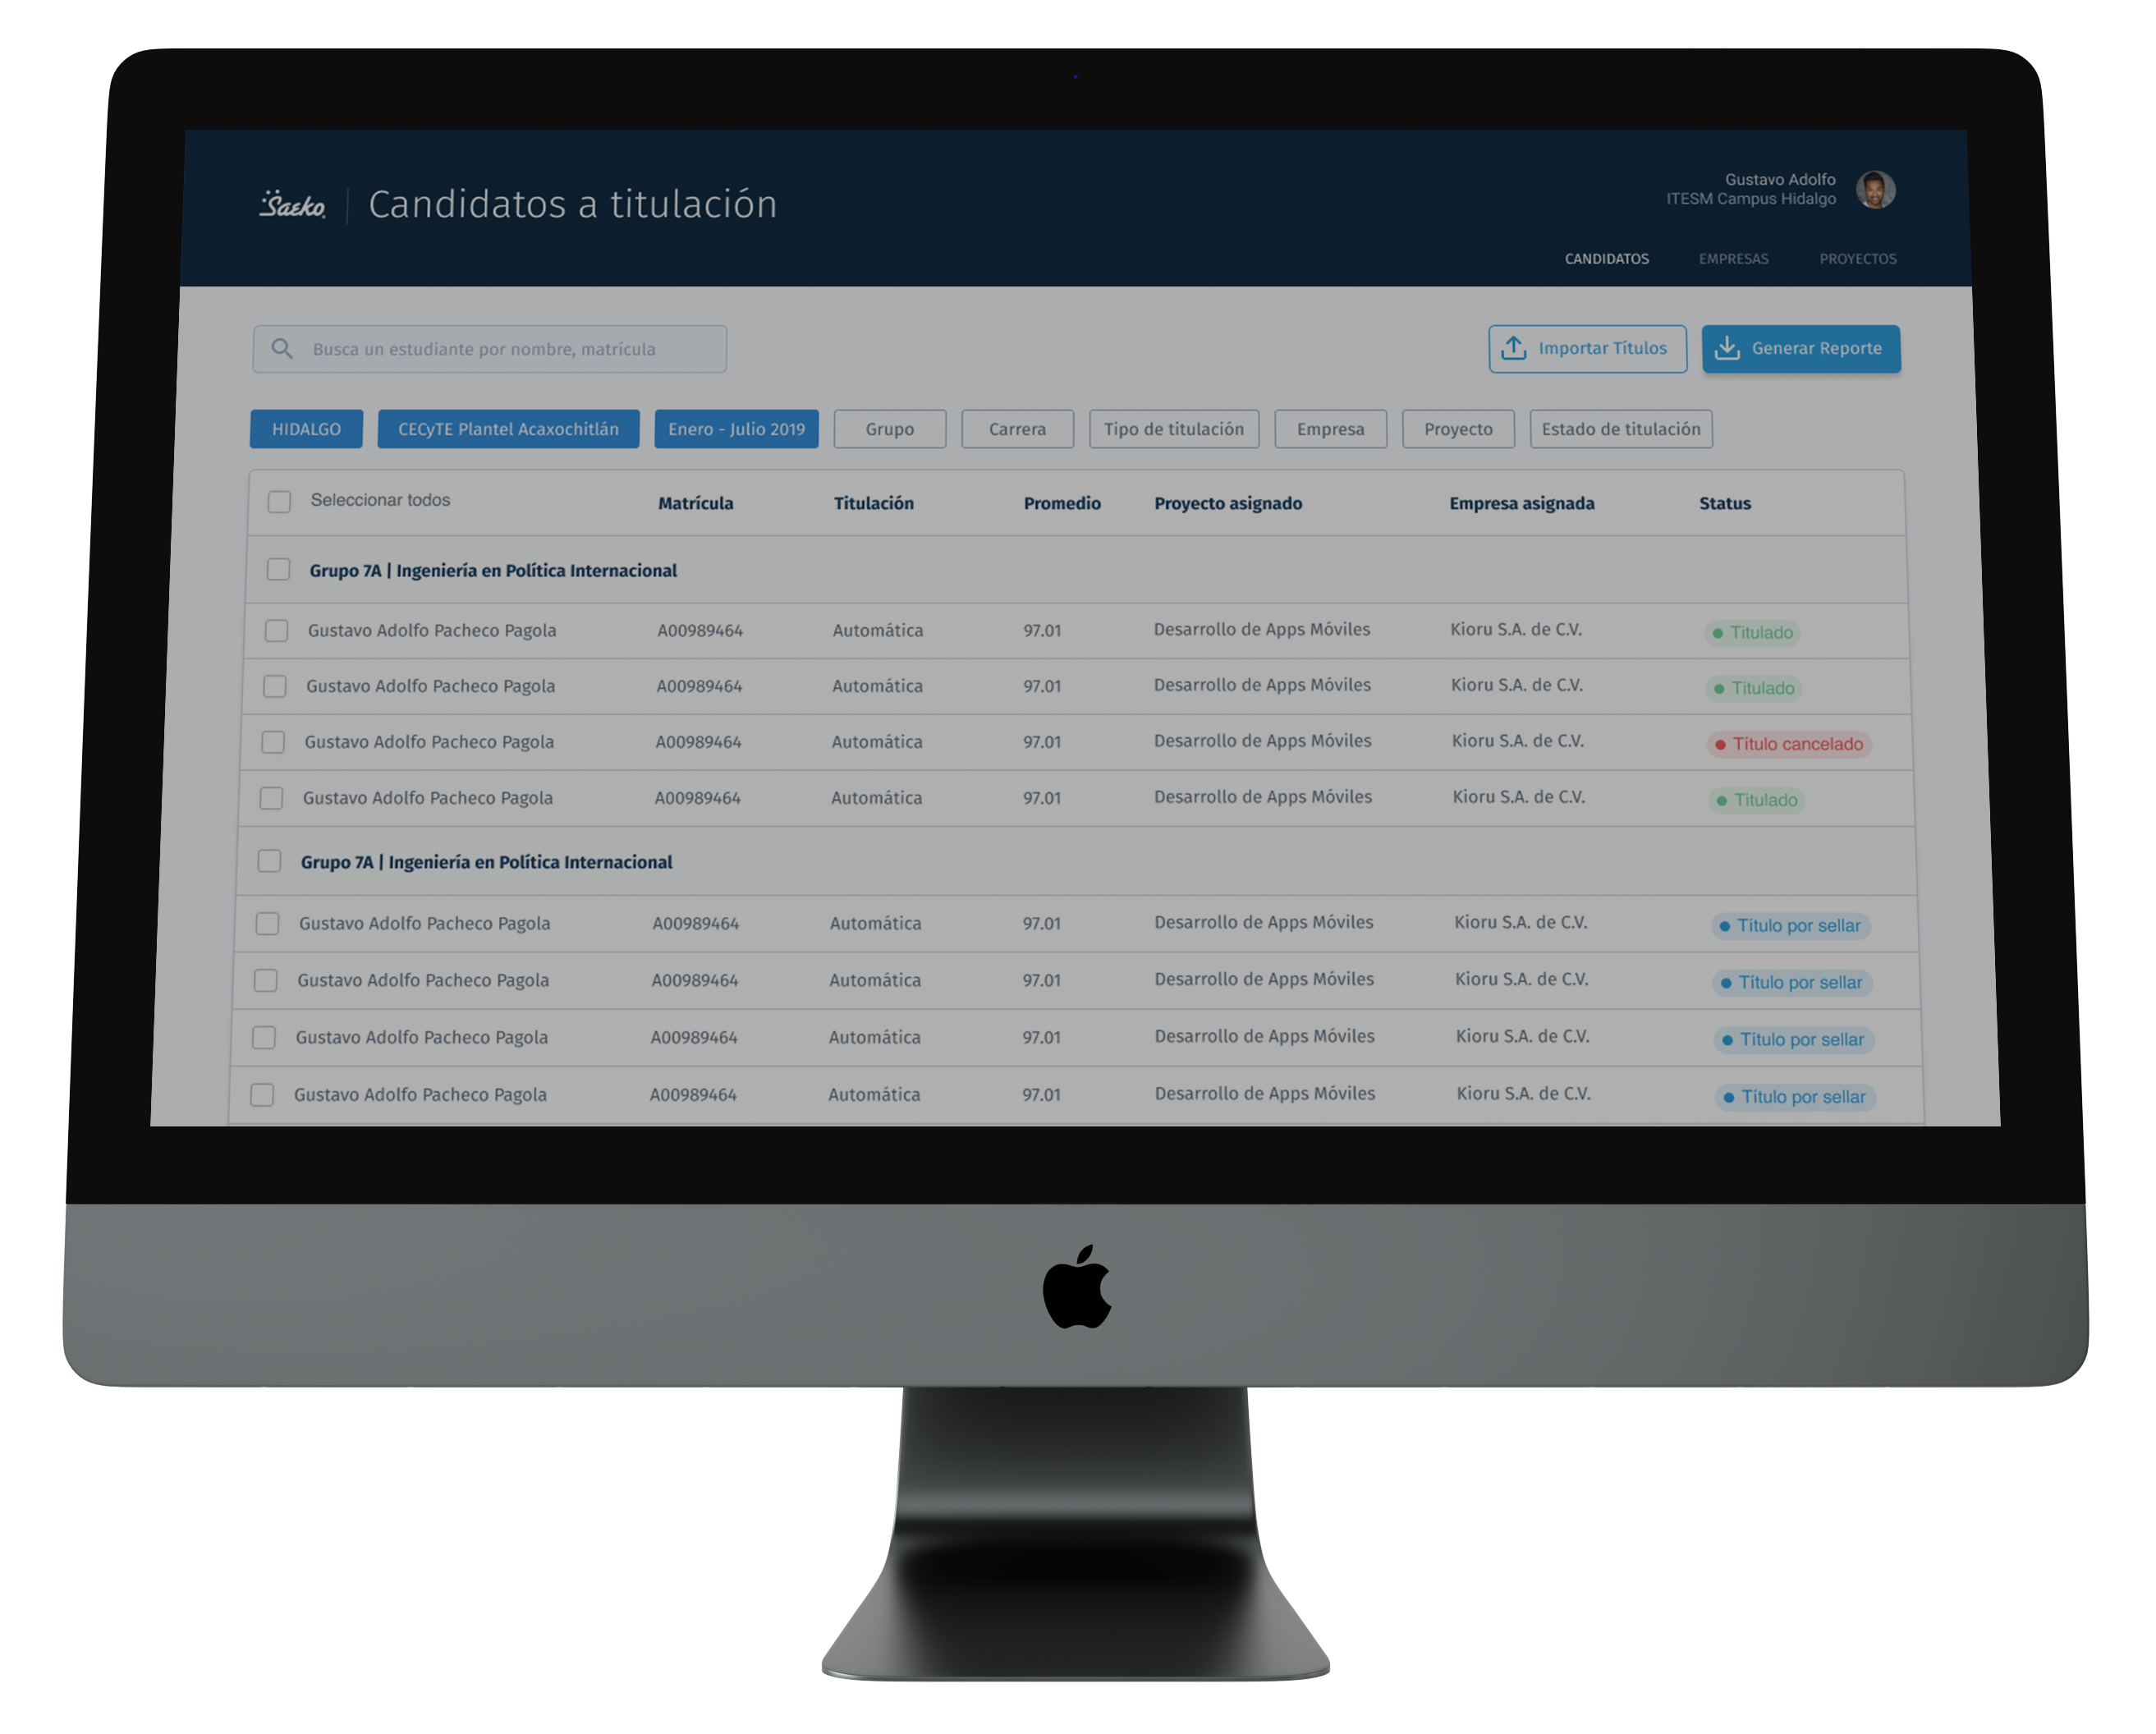 Saeko
Candidatos a titulación
Gustavo Adolfo
ITESM Campus Hidalgo
CANDIDATOS EMPRESAS PROYECTOS
Busca un estudiante por nombre, matrícula
Importar Títulos
Generar Reporte
HIDALGO CECyTE Plantel Acaxochitlán Enero - Julio 2019 Grupo Carrera Tipo de titulación Empresa Proyecto Estado de titulación
Seleccionar todos Matrícula Titulación Promedio Proyecto asignado Empresa asignada Status
Grupo 7A | Ingeniería en Política Internacional
Gustavo Adolfo Pacheco Pagola A00989464 Automática 97.01 Desarrollo de Apps Móviles Kioru S.A. de C.V. Titulado
Gustavo Adolfo Pacheco Pagola A00989464 Automática 97.01 Desarrollo de Apps Móviles Kioru S.A. de C.V. Titulado
Gustavo Adolfo Pacheco Pagola A00989464 Automática 97.01 Desarrollo de Apps Móviles Kioru S.A. de C.V. Título cancelado
Gustavo Adolfo Pacheco Pagola A00989464 Automática 97.01 Desarrollo de Apps Móviles Kioru S.A. de C.V. Titulado
Grupo 7A | Ingeniería en Política Internacional
Gustavo Adolfo Pacheco Pagola A00989464 Automática 97.01 Desarrollo de Apps Móviles Kioru S.A. de C.V. Título por sellar
Gustavo Adolfo Pacheco Pagola A00989464 Automática 97.01 Desarrollo de Apps Móviles Kioru S.A. de C.V. Título por sellar
Gustavo Adolfo Pacheco Pagola A00989464 Automática 97.01 Desarrollo de Apps Móviles Kioru S.A. de C.V. Título por sellar
Gustavo Adolfo Pacheco Pagola A00989464 Automática 97.01 Desarrollo de Apps Móviles Kioru S.A. de C.V. Título por sellar